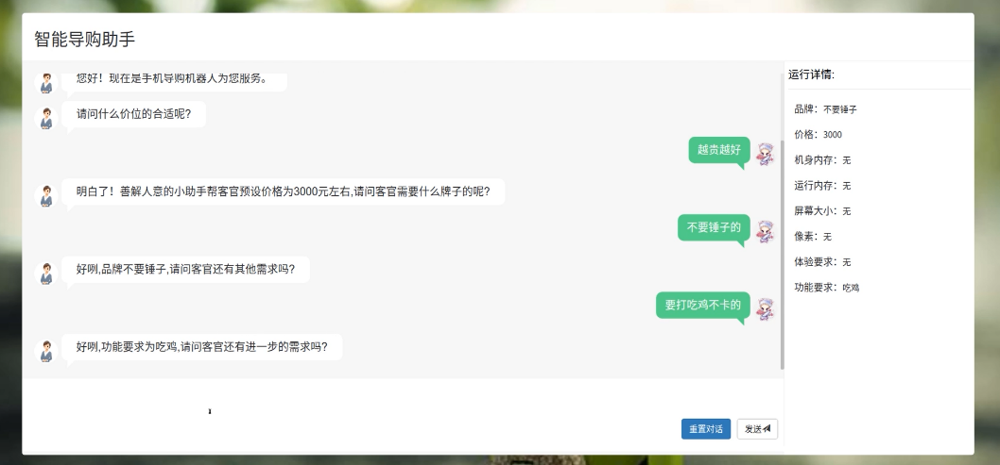 智能导购助手
您好！现在是手机导购机器人为您服务。
请问什么价位的合适呢?
越贵越好
明白了！善解人意的小助手帮客官预设价格为3000元左右,请问客官需要什么牌子的呢?
不要锤子的
好咧,品牌不要锤子,请问客官还有其他需求吗?
要打吃鸡不卡的
好咧,功能要求为吃鸡,请问客官还有进一步的需求吗?
重置对话
发送
运行详情:
品牌：不要锤子
价格：3000
机身内存：无
运行内存：无
屏幕大小：无
像素：无
体验要求：无
功能要求：吃鸡